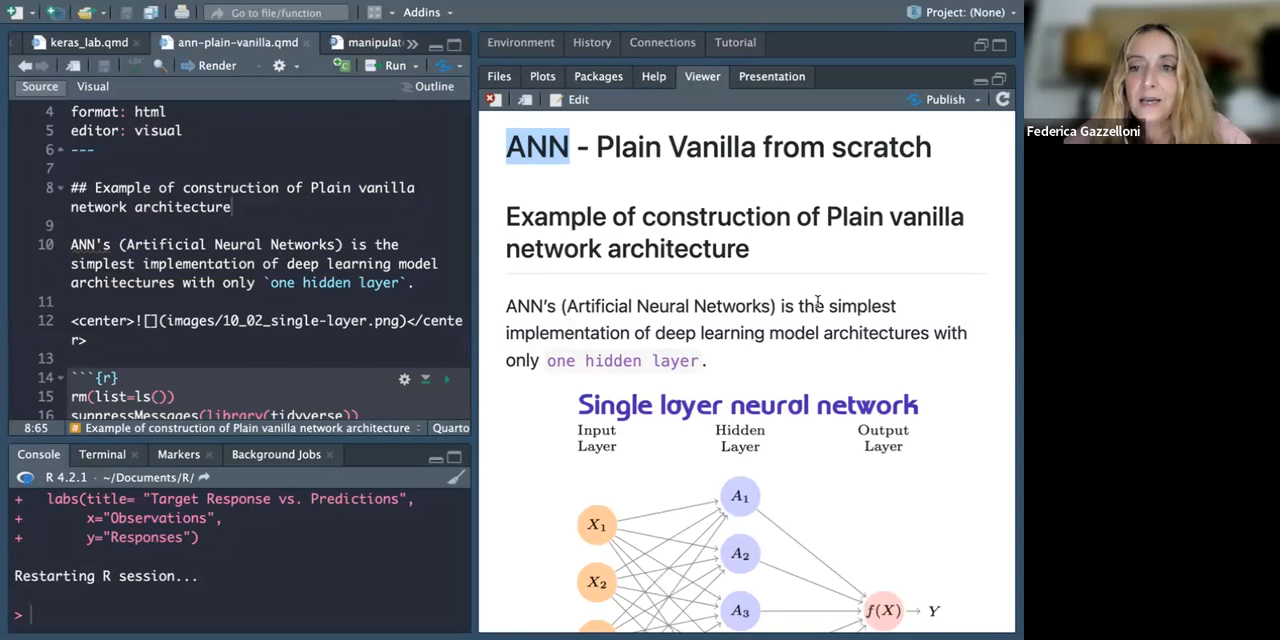 Go to file/function
Addins
Project: (None)
keras_lab.qmd
ann-plain-vanilla.qmd
manipulat
Render
Run
Source
Visual
Outline
4 format: html
5 editor: visual
6 ---
7
8 ## Example of construction of Plain vanilla
network architecture
9
10 ANN's (Artificial Neural Networks) is the
simplest implementation of deep learning model
architectures with only `one hidden layer`.
11
12 <center>![](images/10_02_single-layer.png)</cente
r>
13
14 ```{r}
15 rm(list=ls())
16 suppressMessages(library(tidyverse))
8:65 # Example of construction of Plain vanilla network architecture Quarto
Console Terminal Markers Background Jobs
R 4.2.1 · ~/Documents/R/
+ labs(title= "Target Response vs. Predictions",
+ x="Observations",
+ y="Responses")
Restarting R session...
>
Environment History Connections Tutorial
Files Plots Packages Help Viewer Presentation
Edit
Publish
ANN - Plain Vanilla from scratch
Example of construction of Plain vanilla
network architecture
ANN’s (Artificial Neural Networks) is the simplest
implementation of deep learning model architectures with
only one hidden layer.
Single layer neural network
Input
Layer
Hidden
Layer
Output
Layer
X1
X2
A1
A2
A3
f(X)
Y
Federica Gazzelloni